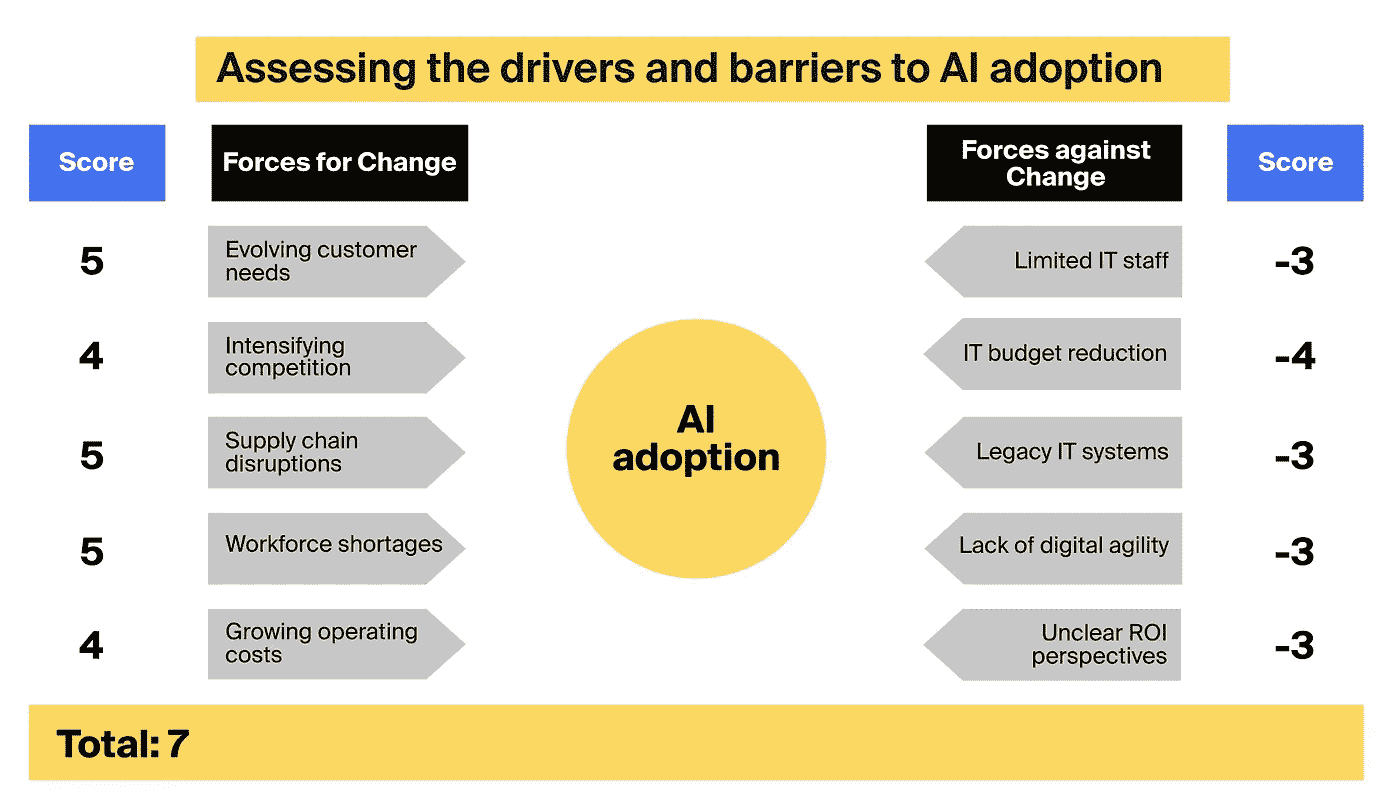 Assessing the drivers and barriers to AI adoption
Score
Forces for Change
Forces against
Change
Score
5
Evolving customer
needs
Limited IT staff
-3
4
Intensifying
competition
IT budget reduction
-4
5
Supply chain
disruptions
Legacy IT systems
-3
5
Workforce shortages
Lack of digital agility
-3
4
Growing operating
costs
Unclear ROI
perspectives
-3
AI
adoption
Total: 7